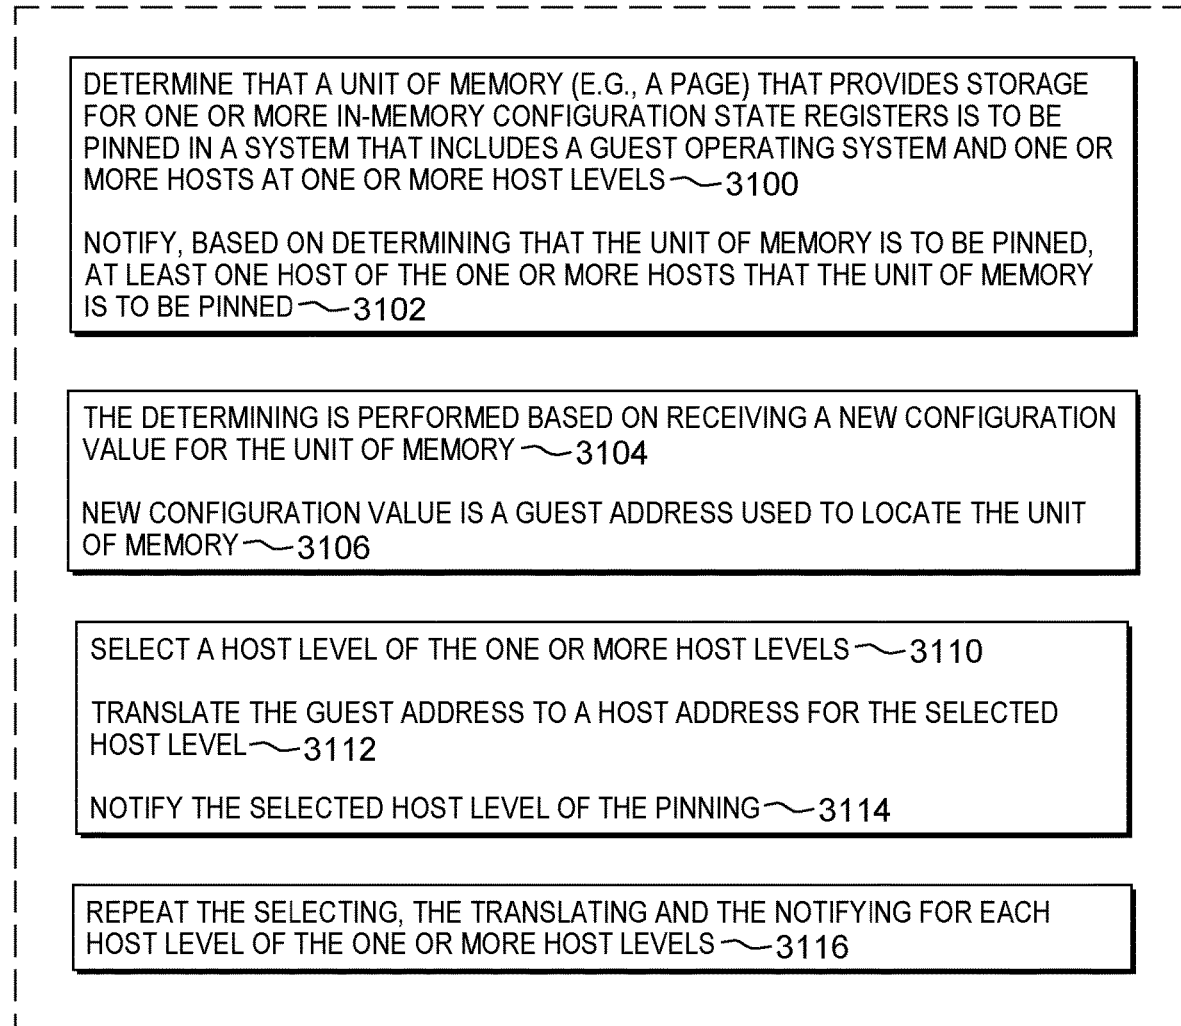 DETERMINE THAT A UNIT OF MEMORY (E.G., A PAGE) THAT PROVIDES STORAGE
FOR ONE OR MORE IN-MEMORY CONFIGURATION STATE REGISTERS IS TO BE
PINNED IN A SYSTEM THAT INCLUDES A GUEST OPERATING SYSTEM AND ONE OR
MORE HOSTS AT ONE OR MORE HOST LEVELS 3100
NOTIFY, BASED ON DETERMINING THAT THE UNIT OF MEMORY IS TO BE PINNED,
AT LEAST ONE HOST OF THE ONE OR MORE HOSTS THAT THE UNIT OF MEMORY
IS TO BE PINNED 3102
THE DETERMINING IS PERFORMED BASED ON RECEIVING A NEW CONFIGURATION
VALUE FOR THE UNIT OF MEMORY 3104
NEW CONFIGURATION VALUE IS A GUEST ADDRESS USED TO LOCATE THE UNIT
OF MEMORY 3106
SELECT A HOST LEVEL OF THE ONE OR MORE HOST LEVELS 3110
TRANSLATE THE GUEST ADDRESS TO A HOST ADDRESS FOR THE SELECTED
HOST LEVEL 3112
NOTIFY THE SELECTED HOST LEVEL OF THE PINNING 3114
REPEAT THE SELECTING, THE TRANSLATING AND THE NOTIFYING FOR EACH
HOST LEVEL OF THE ONE OR MORE HOST LEVELS 3116